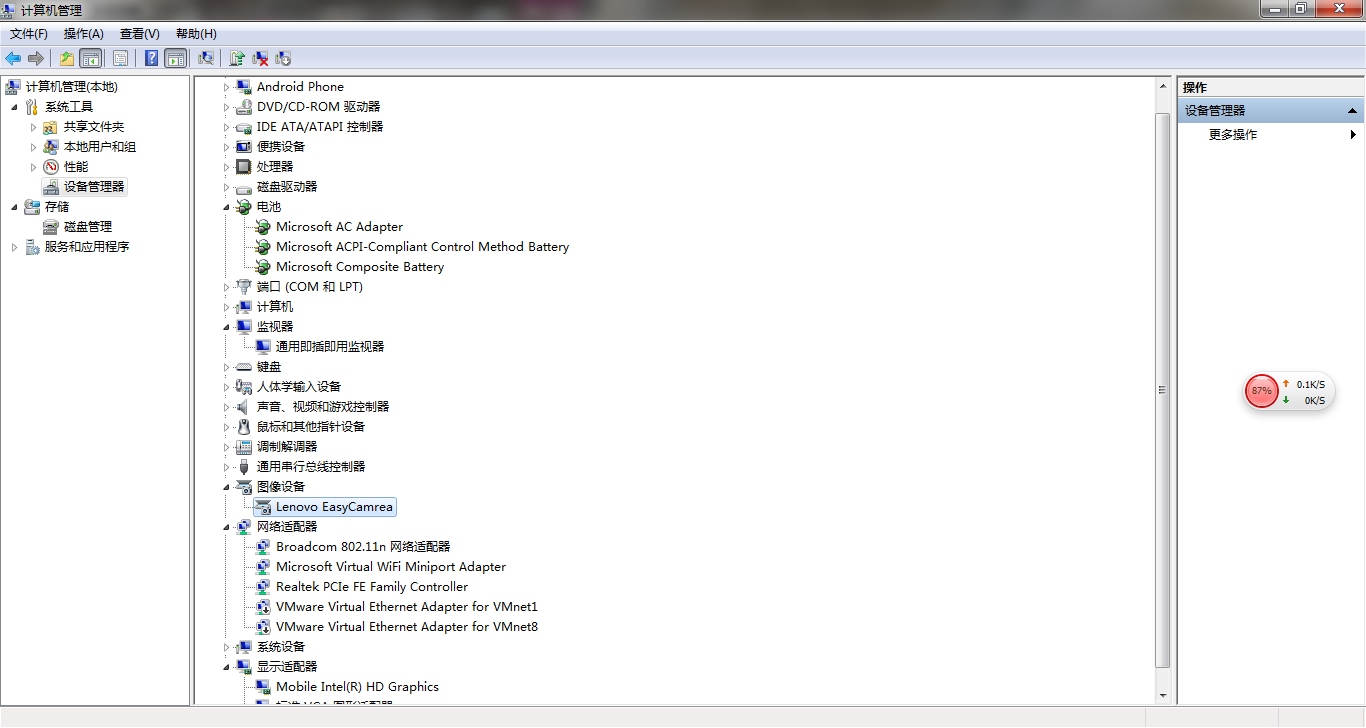 计算机管理
文件(F) 操作(A) 查看(V) 帮助(H)
计算机管理(本地)
系统工具
共享文件夹
本地用户和组
性能
设备管理器
存储
磁盘管理
服务和应用程序
Android Phone
DVD/CD-ROM 驱动器
IDE ATA/ATAPI 控制器
便携设备
处理器
磁盘驱动器
电池
Microsoft AC Adapter
Microsoft ACPI-Compliant Control Method Battery
Microsoft Composite Battery
端口 (COM 和 LPT)
计算机
监视器
通用即插即用监视器
键盘
人体学输入设备
声音、视频和游戏控制器
鼠标和其他指针设备
调制解调器
通用串行总线控制器
图像设备
Lenovo EasyCamrea
网络适配器
Broadcom 802.11n 网络适配器
Microsoft Virtual WiFi Miniport Adapter
Realtek PCIe FE Family Controller
VMware Virtual Ethernet Adapter for VMnet1
VMware Virtual Ethernet Adapter for VMnet8
系统设备
显示适配器
Mobile Intel(R) HD Graphics
标准 VGA 图形适配器
操作
设备管理器
更多操作
87%
0.1K/S
0K/S